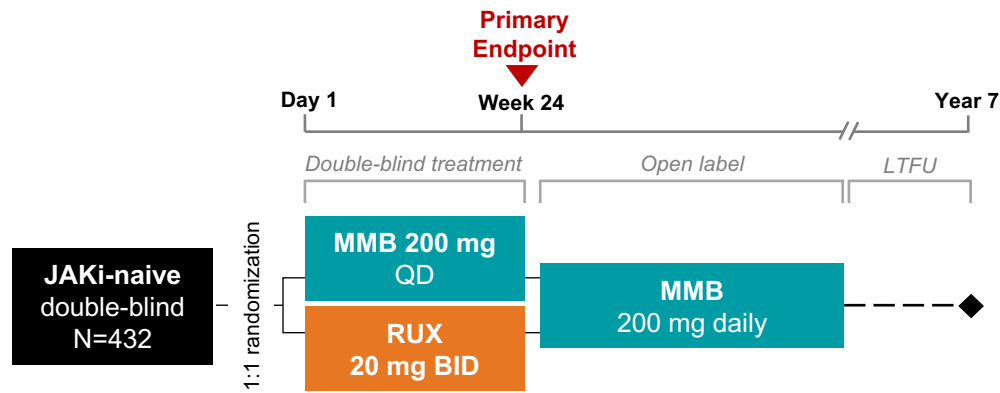 Primary
Endpoint
Day 1
Week 24
Year 7
Double-blind treatment
Open label
LTFU
JAKi-naive
double-blind
N=432
1:1 randomization
MMB 200 mg
QD
RUX
20 mg BID
MMB
200 mg daily